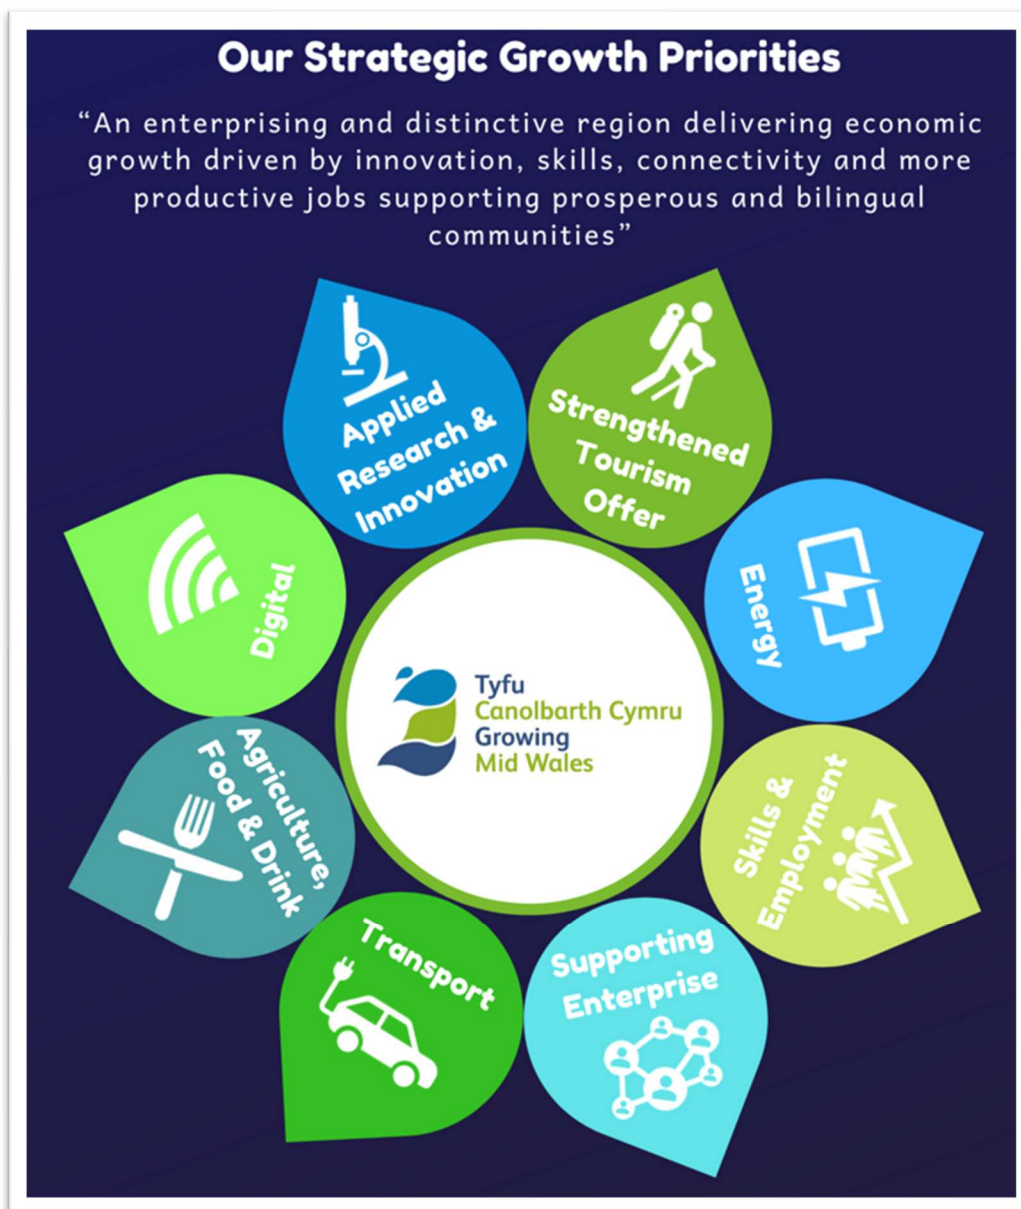 Our Strategic Growth Priorities
“An enterprising and distinctive region delivering economic
growth driven by innovation, skills, connectivity and more
productive jobs supporting prosperous and bilingual
communities”
Applied
Research &
Innovation
Strengthened
Tourism
Offer
Energy
Skills &
Employment
Supporting
Enterprise
Transport
Agriculture,
Food & Drink
Digital
Tyfu
Canolbarth Cymru
Growing
Mid Wales